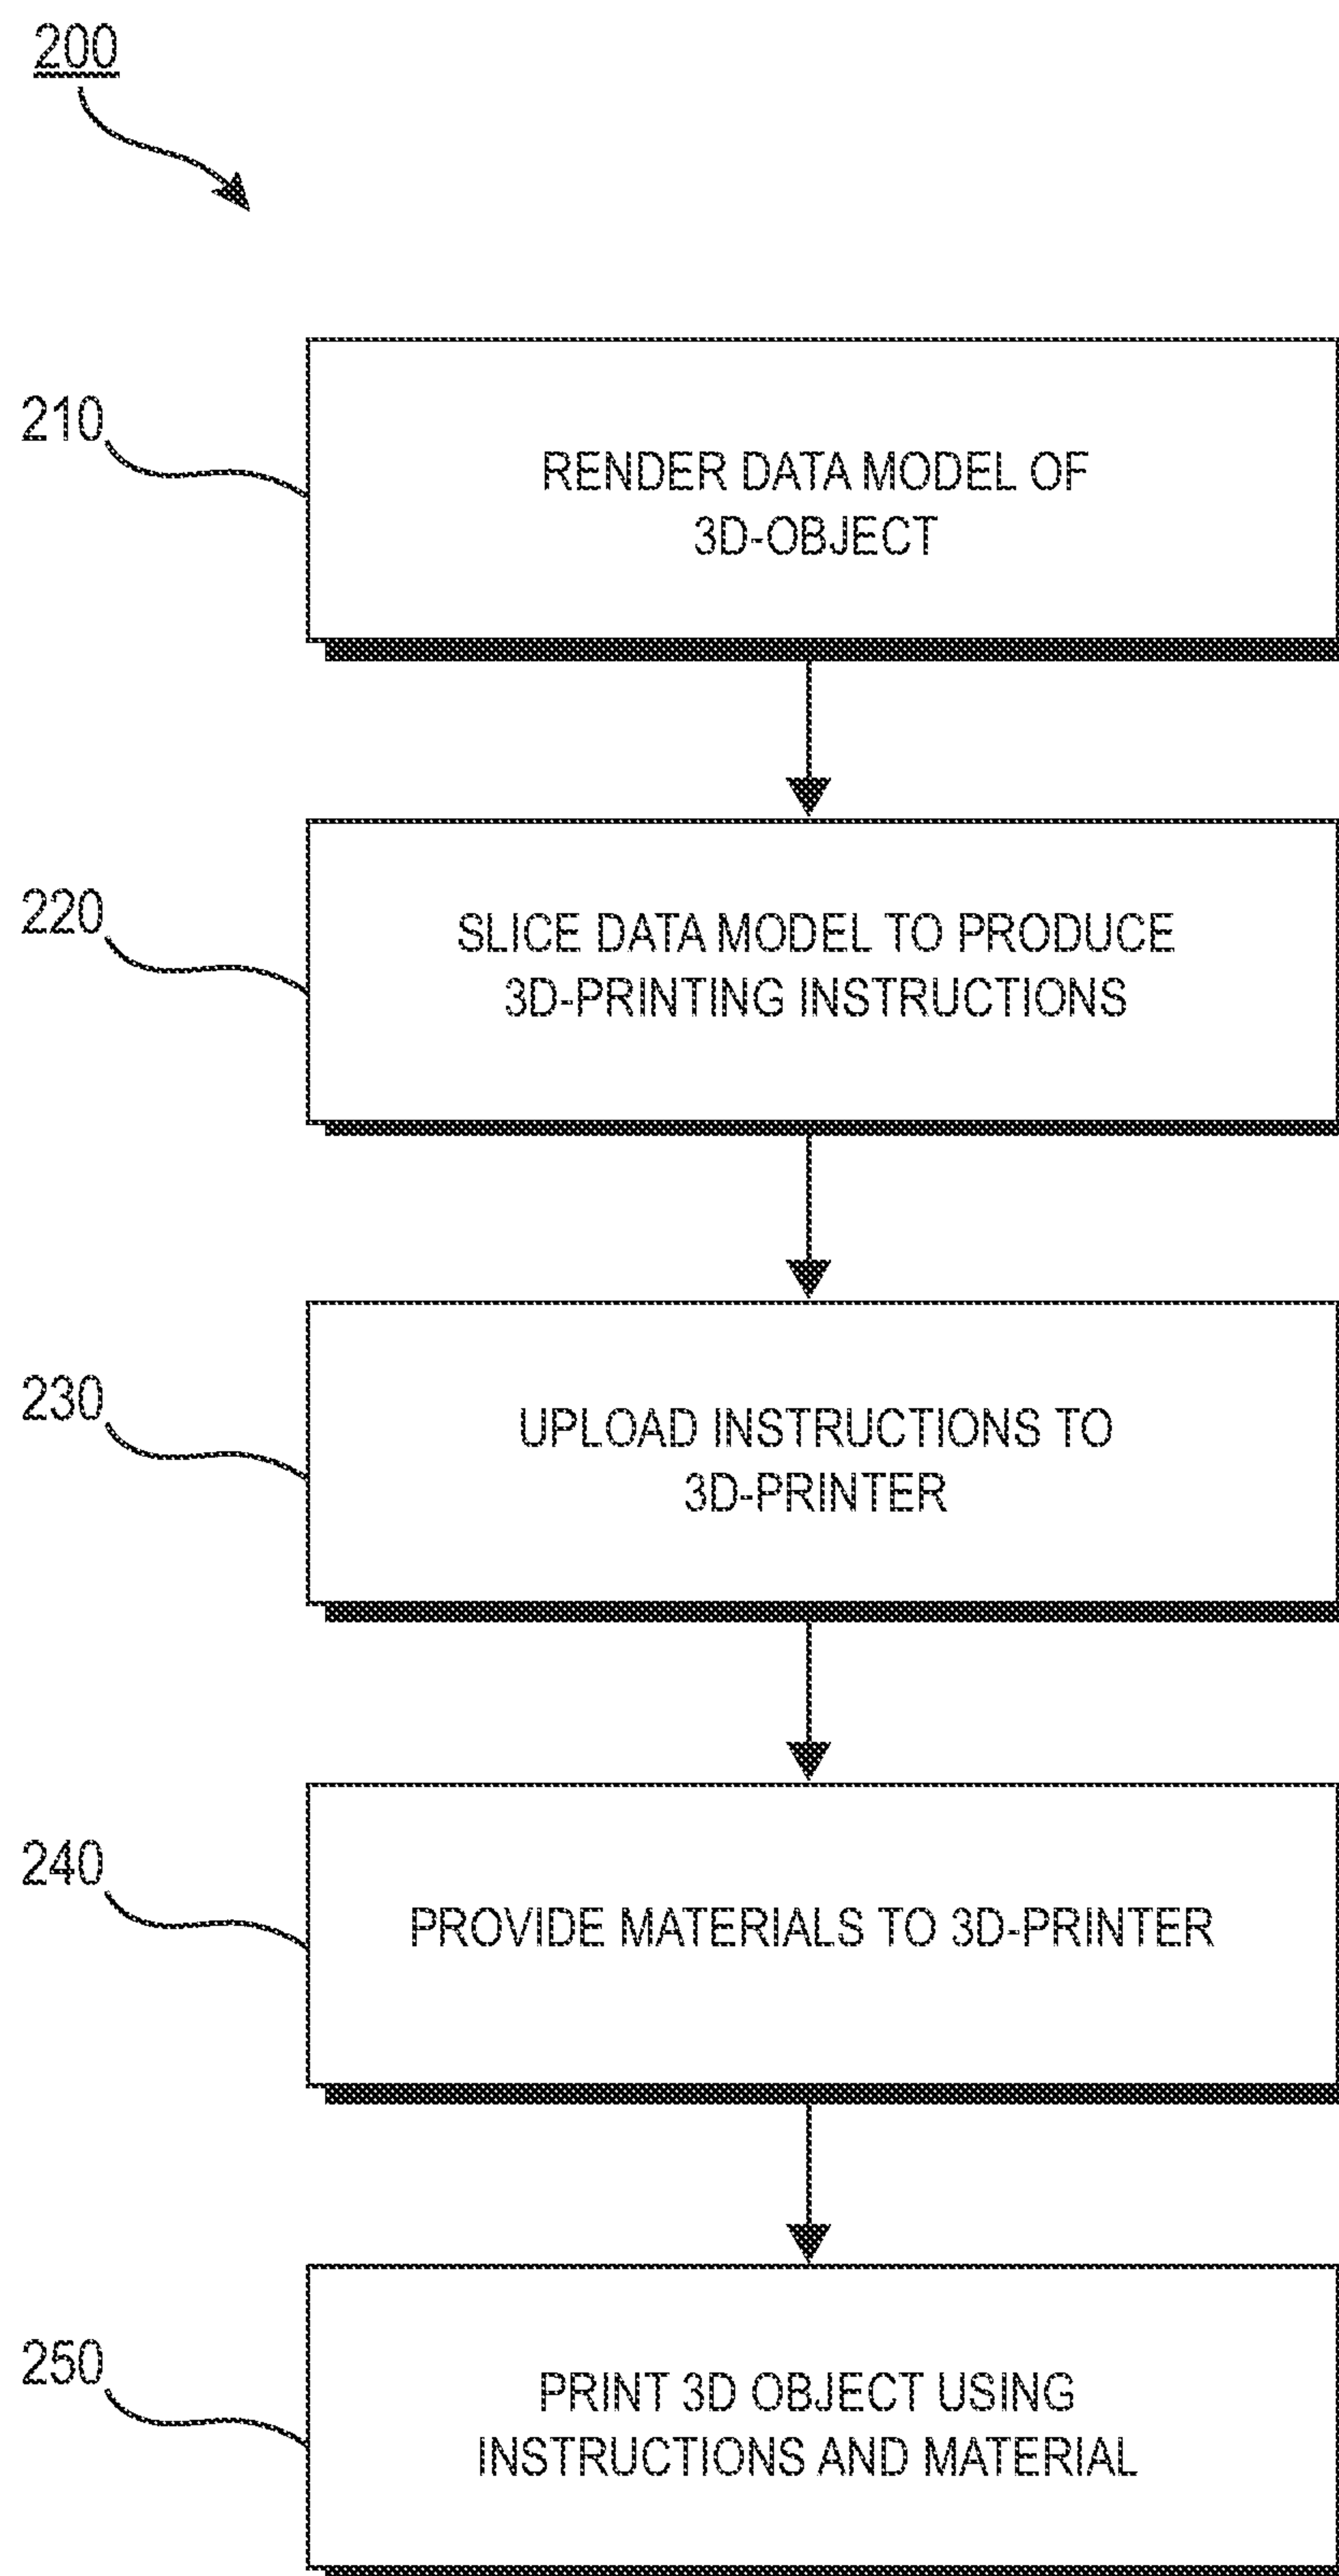 200
210
RENDER DATA MODEL OF
3D-OBJECT
220
SLICE DATA MODEL TO PRODUCE
3D-PRINTING INSTRUCTIONS
230
UPLOAD INSTRUCTIONS TO
3D-PRINTER
240
PROVIDE MATERIALS TO 3D-PRINTER
250
PRINT 3D OBJECT USING
INSTRUCTIONS AND MATERIAL